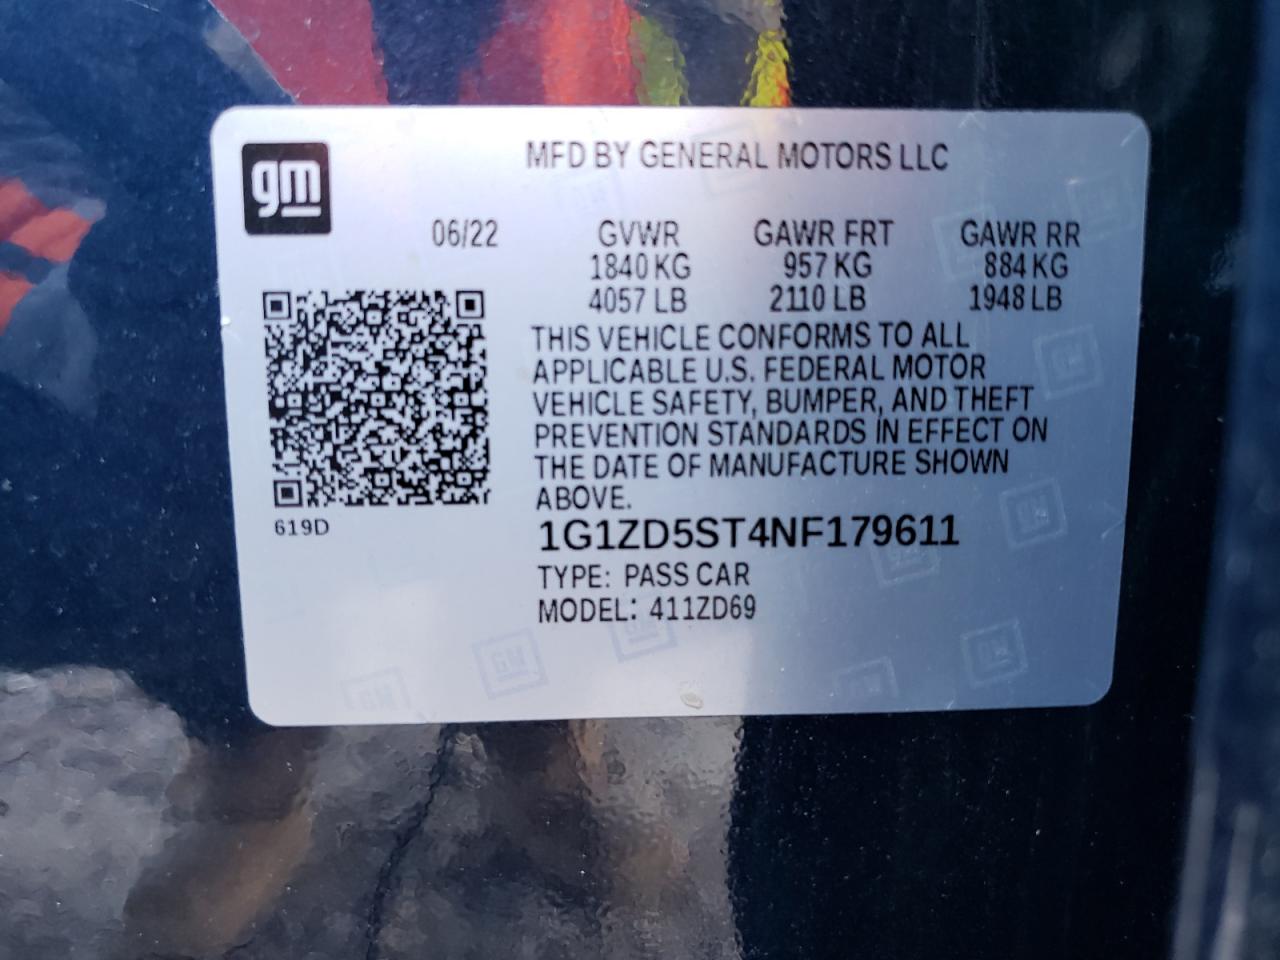 gm
MFD BY GENERAL MOTORS LLC
06/22 GVWR GAWR FRT GAWR RR
1840 KG 957 KG 884 KG
4057 LB 2110 LB 1948 LB
THIS VEHICLE CONFORMS TO ALL
APPLICABLE U.S. FEDERAL MOTOR
VEHICLE SAFETY, BUMPER, AND THEFT
PREVENTION STANDARDS IN EFFECT ON
THE DATE OF MANUFACTURE SHOWN
ABOVE.
619D
1G1ZD5ST4NF179611
TYPE: PASS CAR
MODEL: 411ZD69